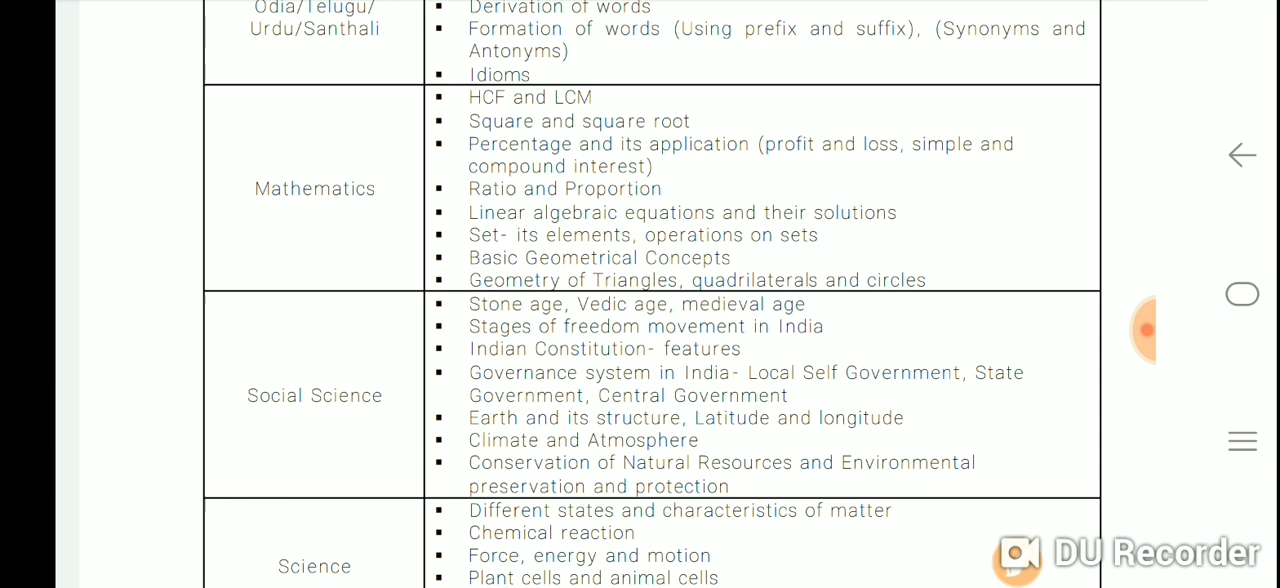 Odia/Telugu/
Urdu/Santhali
▪ Derivation of words
▪ Formation of words (Using prefix and suffix), (Synonyms and
Antonyms)
▪ Idioms
Mathematics
▪ HCF and LCM
▪ Square and square root
▪ Percentage and its application (profit and loss, simple and
compound interest)
▪ Ratio and Proportion
▪ Linear algebraic equations and their solutions
▪ Set- its elements, operations on sets
▪ Basic Geometrical Concepts
▪ Geometry of Triangles, quadrilaterals and circles
Social Science
▪ Stone age, Vedic age, medieval age
▪ Stages of freedom movement in India
▪ Indian Constitution- features
▪ Governance system in India- Local Self Government, State
Government, Central Government
▪ Earth and its structure, Latitude and longitude
▪ Climate and Atmosphere
▪ Conservation of Natural Resources and Environmental
preservation and protection
Science
▪ Different states and characteristics of matter
▪ Chemical reaction
▪ Force, energy and motion
▪ Plant cells and animal cells
DU Recorder